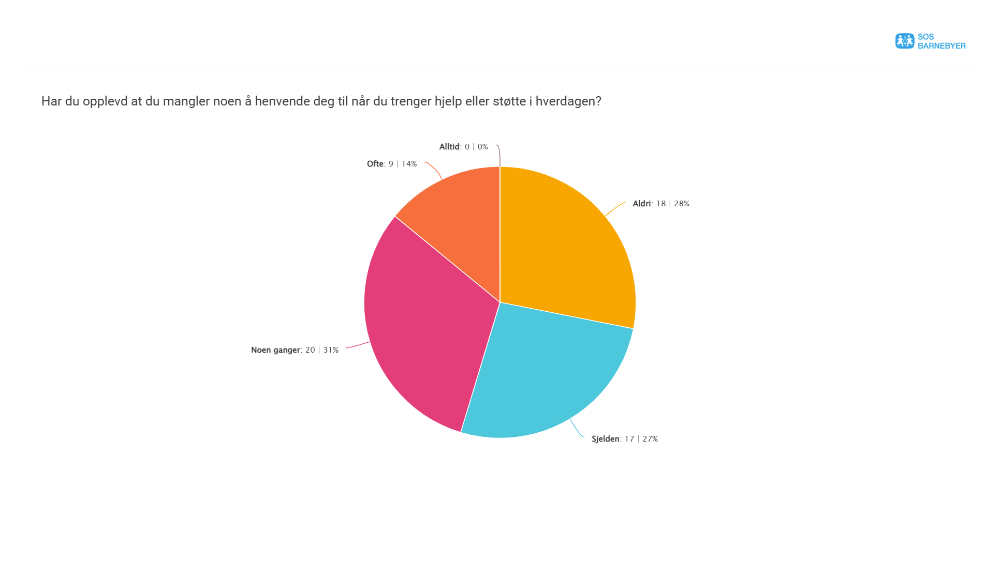 SOS
BARNEBYER
Har du opplevd at du mangler noen å henvende deg til når du trenger hjelp eller støtte i hverdagen?
Alltid: 0 | 0%
Ofte: 9 | 14%
Aldri: 18 | 28%
Noen ganger: 20 | 31%
Sjelden: 17 | 27%